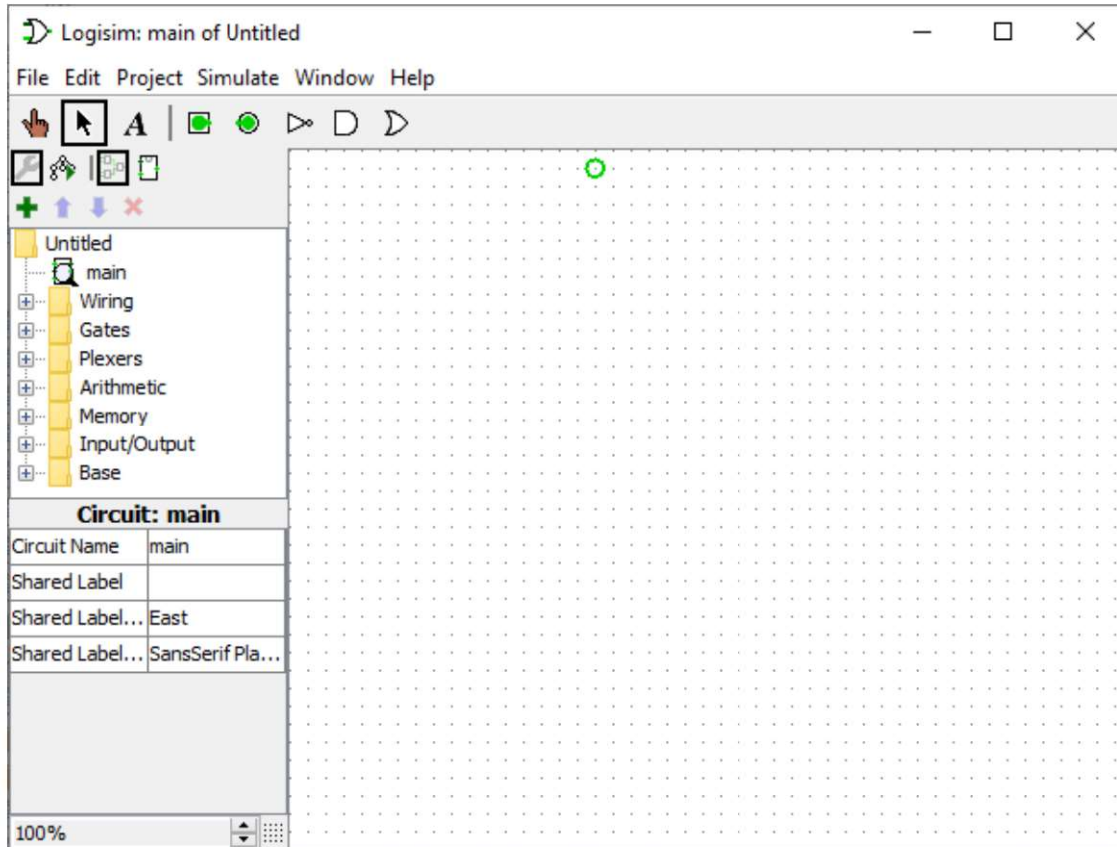 Logisim: main of Untitled
File Edit Project Simulate Window Help
A
Untitled
main
Wiring
Gates
Plexers
Arithmetic
Memory
Input/Output
Base
Circuit: main
Circuit Name main
Shared Label
Shared Label... East
Shared Label... SansSerif Pla...
100%